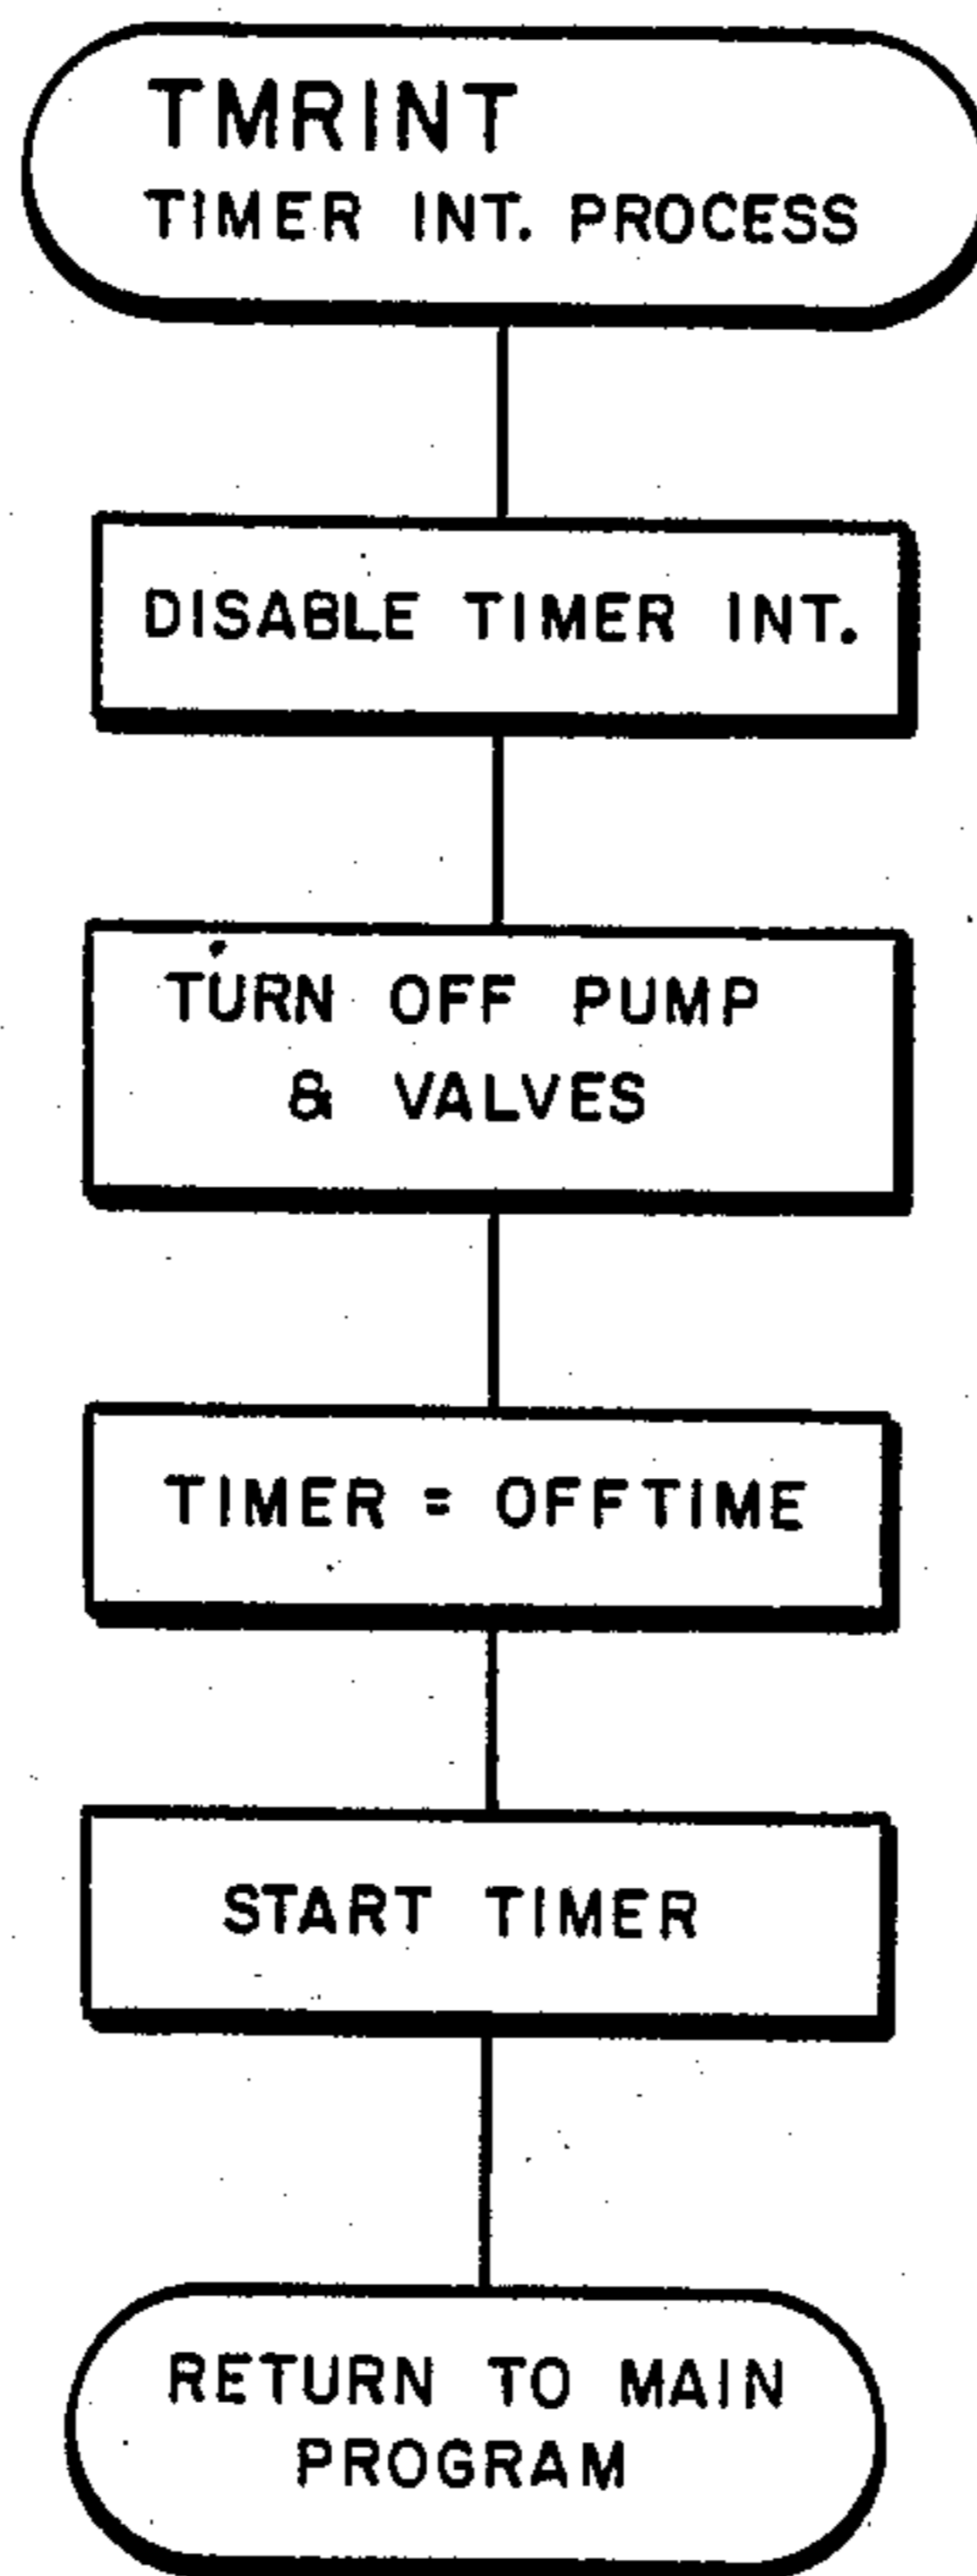 TMRINT
TIMER INT. PROCESS
DISABLE TIMER INT.
TURN OFF PUMP
& VALVES
TIMER = OFFTIME
START TIMER
RETURN TO MAIN
PROGRAM